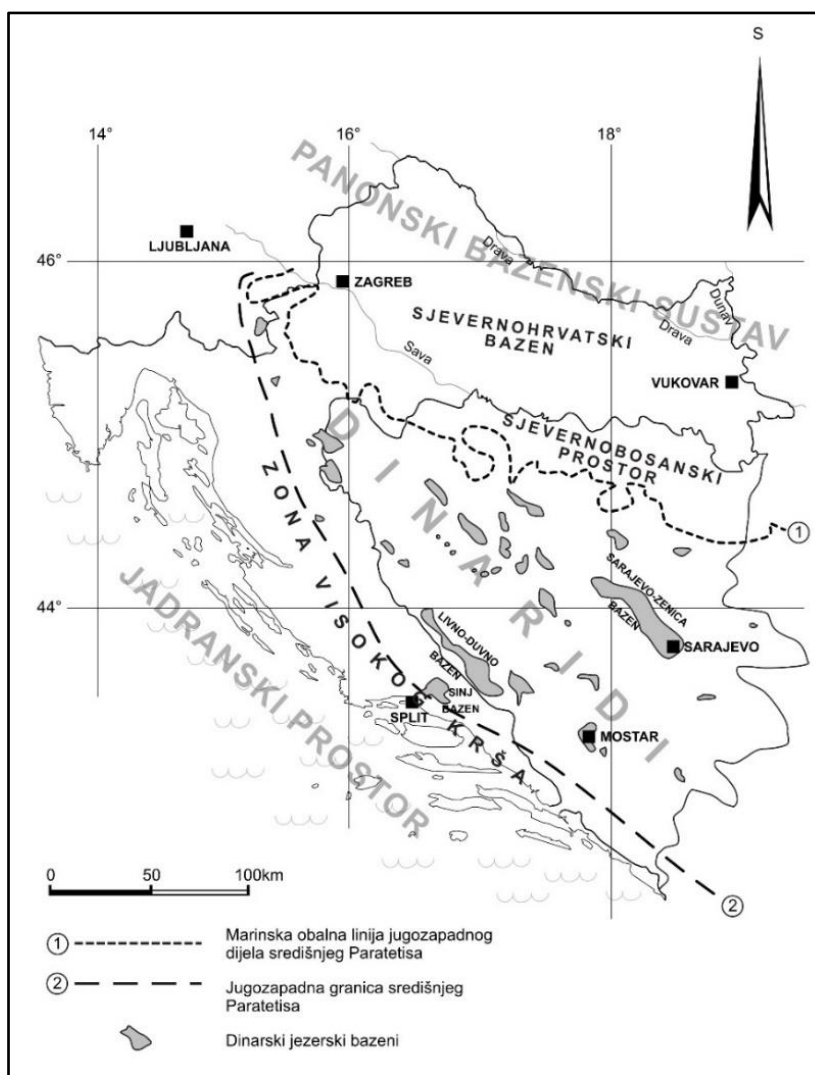 S
14°
16°
18°
PANONSKI BAZENSKI SUSTAV
LJUBLJANA
46°
Drava
ZAGREB
Dunav
SJEVERNOHRVATSKI
BAZEN
Drava
Sava
VUKOVAR
SJEVERNOBOSANSKI
PROSTOR
DINARIDI
ZONA VISOKOG KRŠA
1
SARAJEVO-ZENICA
BAZEN
44°
JADRANSKI PROSTOR
LIVNO-DUVNO
BAZEN
SARAJEVO
SINJ
BAZEN
SPLIT
MOSTAR
0 50 100km
2
1 Marinska obalna linija jugozapadnog
dijela središnjeg Paratetisa
2 Jugozapadna granica središnjeg
Paratetisa
Dinarski jezerski bazeni